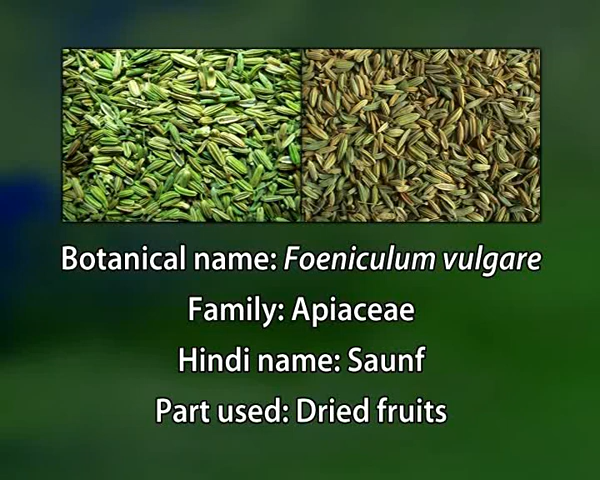 Botanical name: Foeniculum vulgare
Family: Apiaceae
Hindi name: Saunf
Part used: Dried fruits